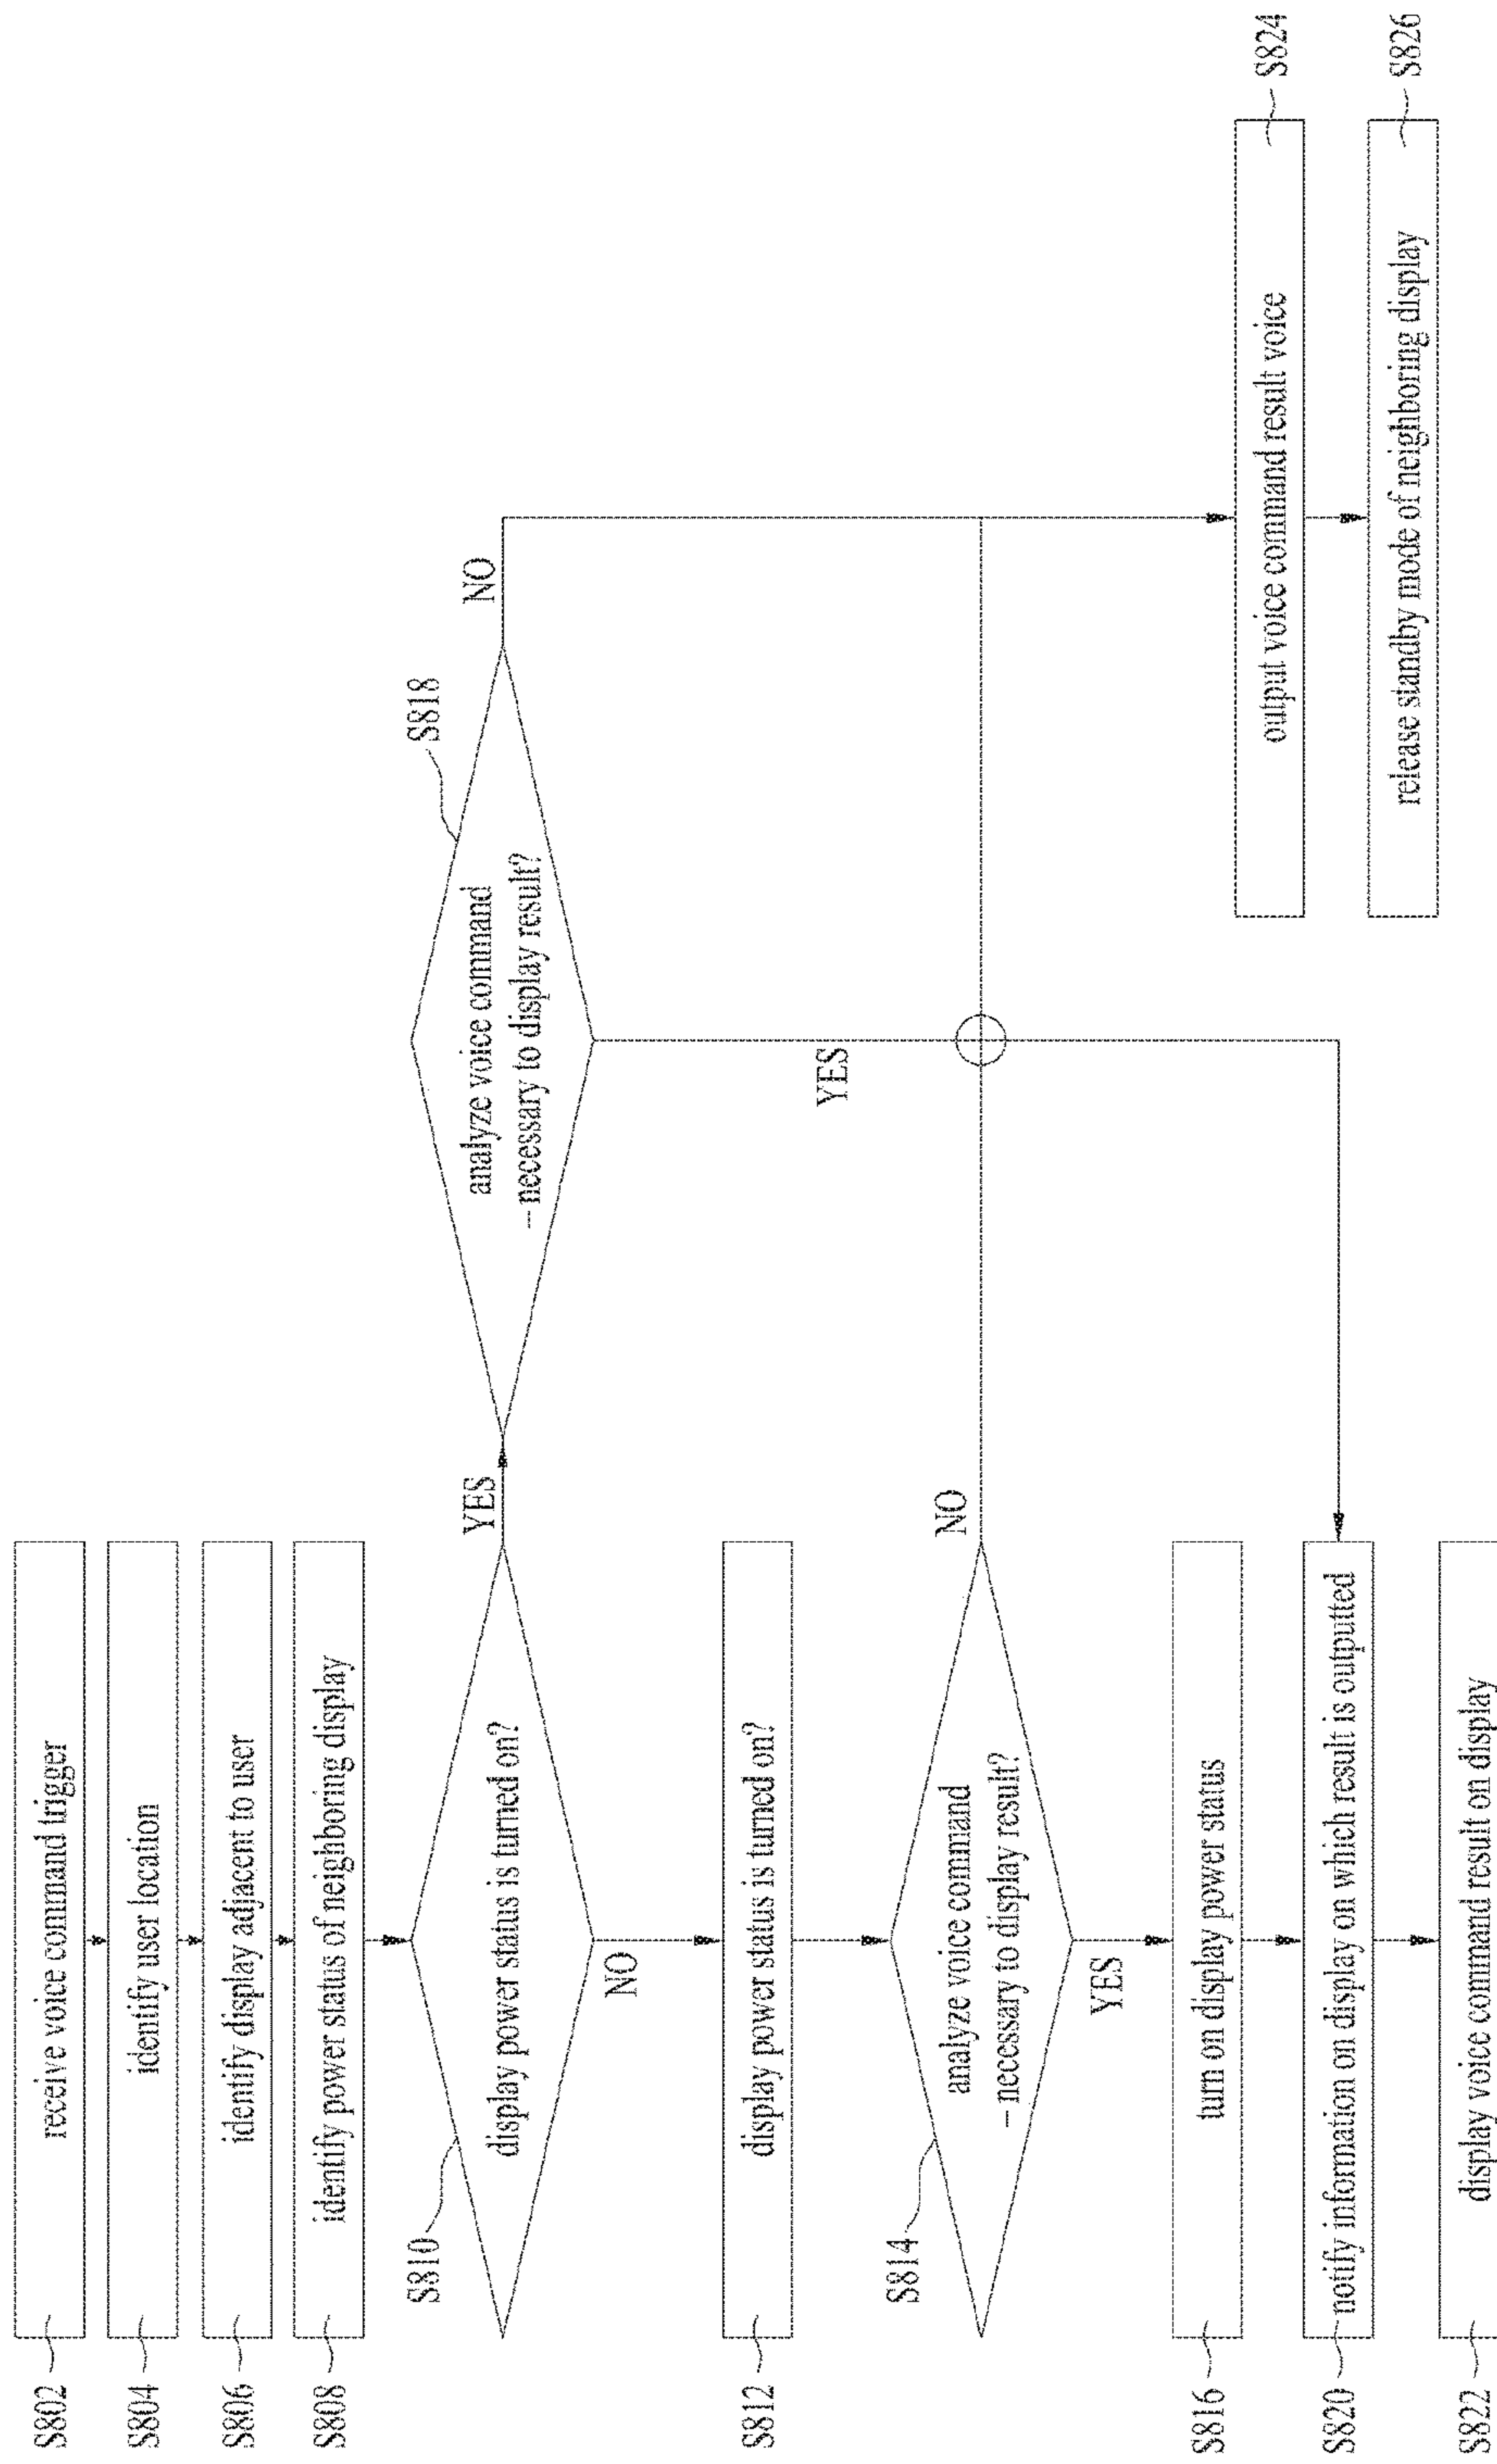 S802
receive voice command trigger
S804
identify user location
S806
identify display adjacent to user
S808
identify power status of neighboring display
S810
display power status is turned on?
YES
NO
S818
analyze voice command
– necessary to display result?
NO
YES
S812
display power status is turned on?
S814
analyze voice command
– necessary to display result?
NO
YES
S816
turn on display power status
S820
notify information on display on which result is outputted
S822
display voice command result on display
output voice command result voice
S824
release standby mode of neighboring display
S826